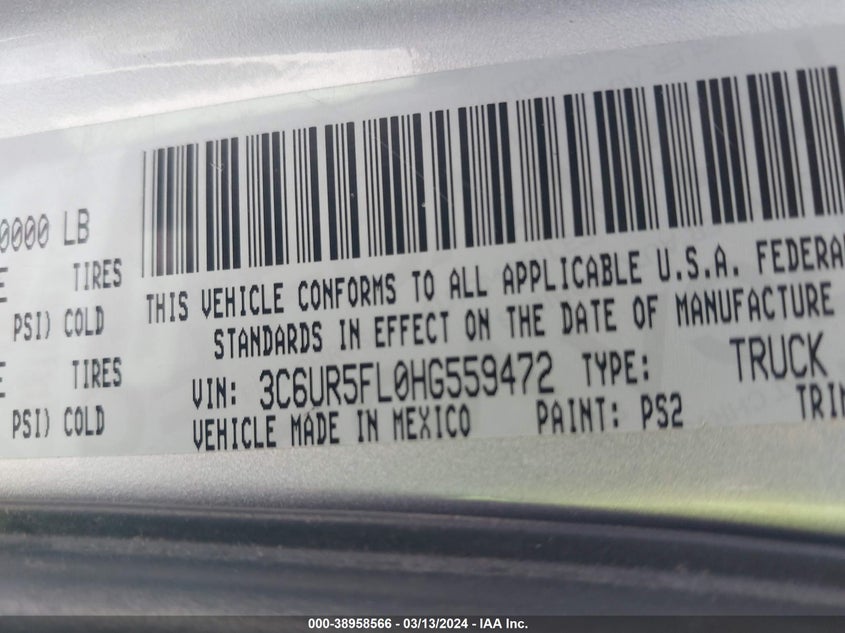 0000 LB
TIRES
PSI) COLD
TIRES
PSI) COLD
THIS VEHICLE CONFORMS TO ALL APPLICABLE U.S.A. FEDERA
STANDARDS IN EFFECT ON THE DATE OF MANUFACTURE
VIN: 3C6UR5FL0HG559472 TYPE: TRUCK
VEHICLE MADE IN MEXICO PAINT: PS2 TRIM
000-38958566 - 03/13/2024 - IAA Inc.